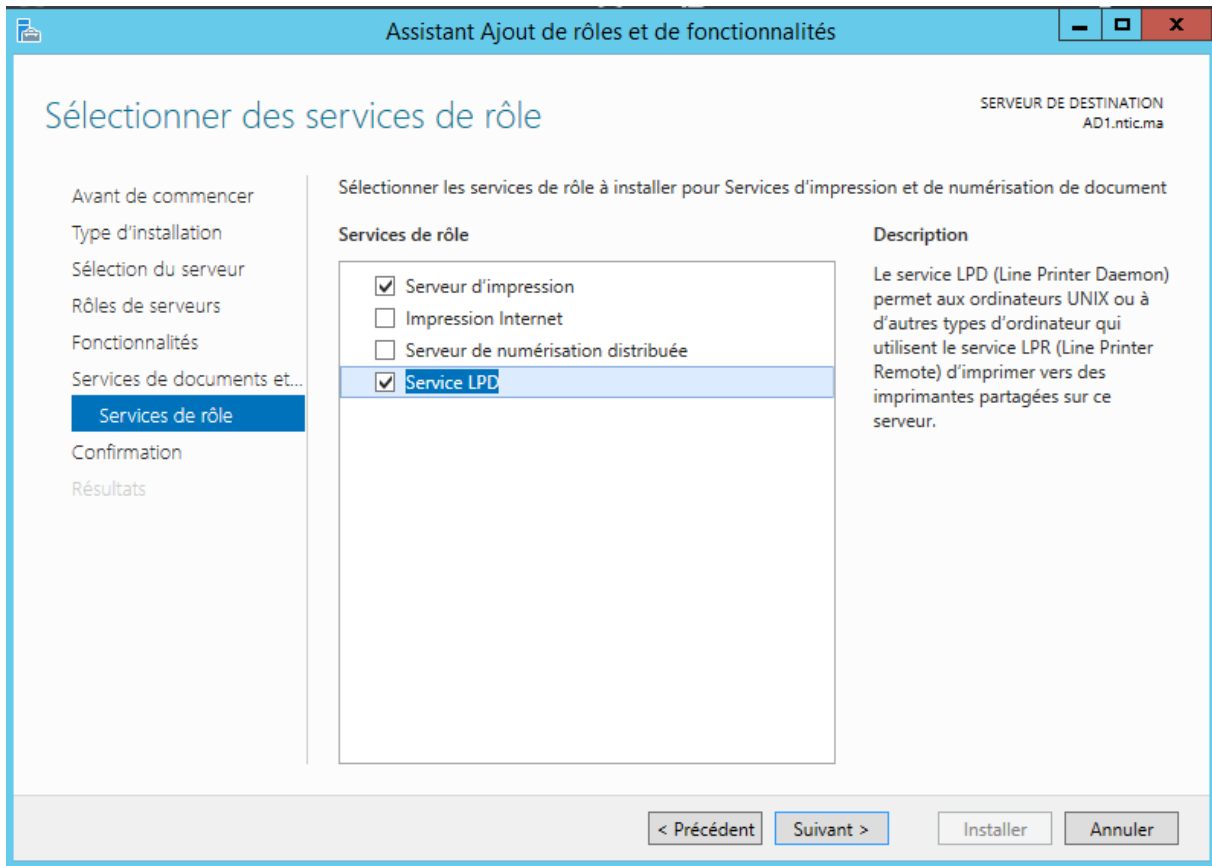 Assistant Ajout de rôles et de fonctionnalités
Sélectionner des services de rôle
SERVEUR DE DESTINATION
AD1.ntic.ma
Avant de commencer
Type d'installation
Sélection du serveur
Rôles de serveurs
Fonctionnalités
Services de documents et...
Services de rôle
Confirmation
Résultats
Sélectionner les services de rôle à installer pour Services d'impression et de numérisation de document
Services de rôle
Serveur d'impression
Impression Internet
Serveur de numérisation distribuée
Service LPD
Description
Le service LPD (Line Printer Daemon)
permet aux ordinateurs UNIX ou à
d'autres types d'ordinateur qui
utilisent le service LPR (Line Printer
Remote) d'imprimer vers des
imprimantes partagées sur ce
serveur.
< Précédent
Suivant >
Installer
Annuler